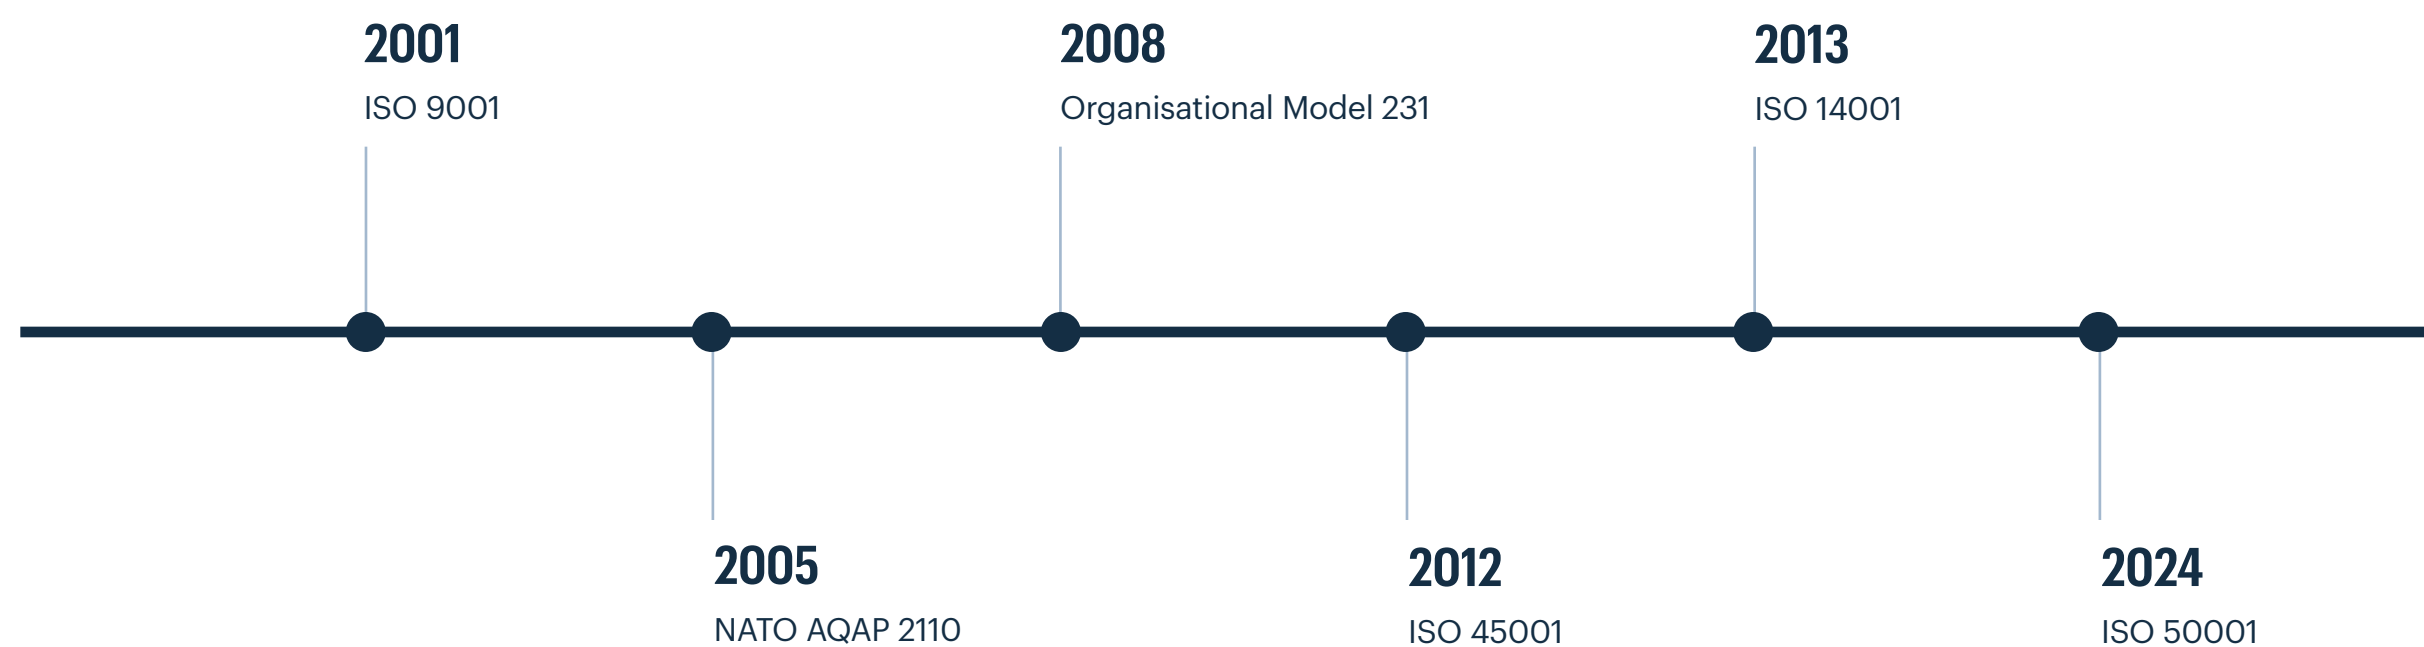 2001
ISO 9001
2005
NATO AQAP 2110
2008
Organisational Model 231
2012
ISO 45001
2013
ISO 14001
2024
ISO 50001